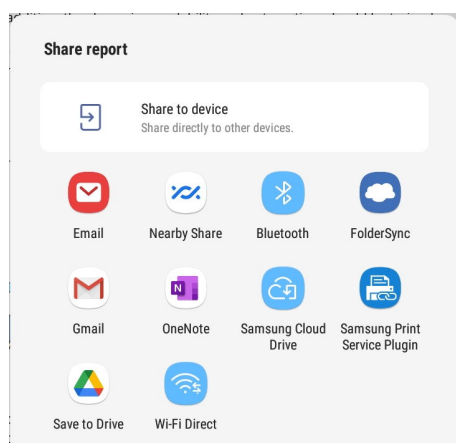 Share report
Share to device
Share directly to other devices.
Email
Nearby Share
Bluetooth
FolderSync
Gmail
OneNote
Samsung Cloud
Drive
Samsung Print
Service Plugin
Save to Drive
Wi-Fi Direct